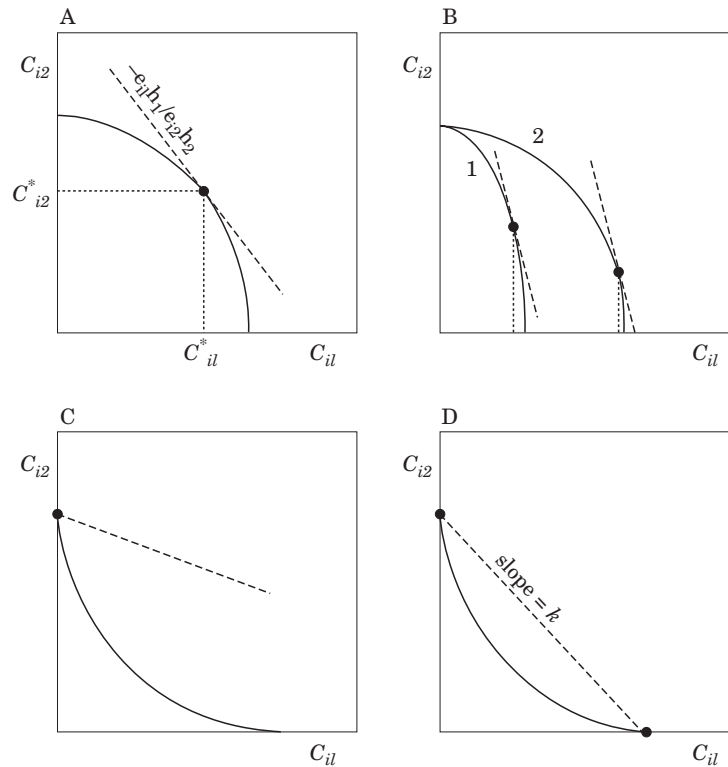 A
C_i2
–e_i1h_1/e_i2h_2
C*_i2
C*_il
C_il
B
C_i2
1
2
C_il
C
C_i2
C_il
D
C_i2
slope = k
C_il